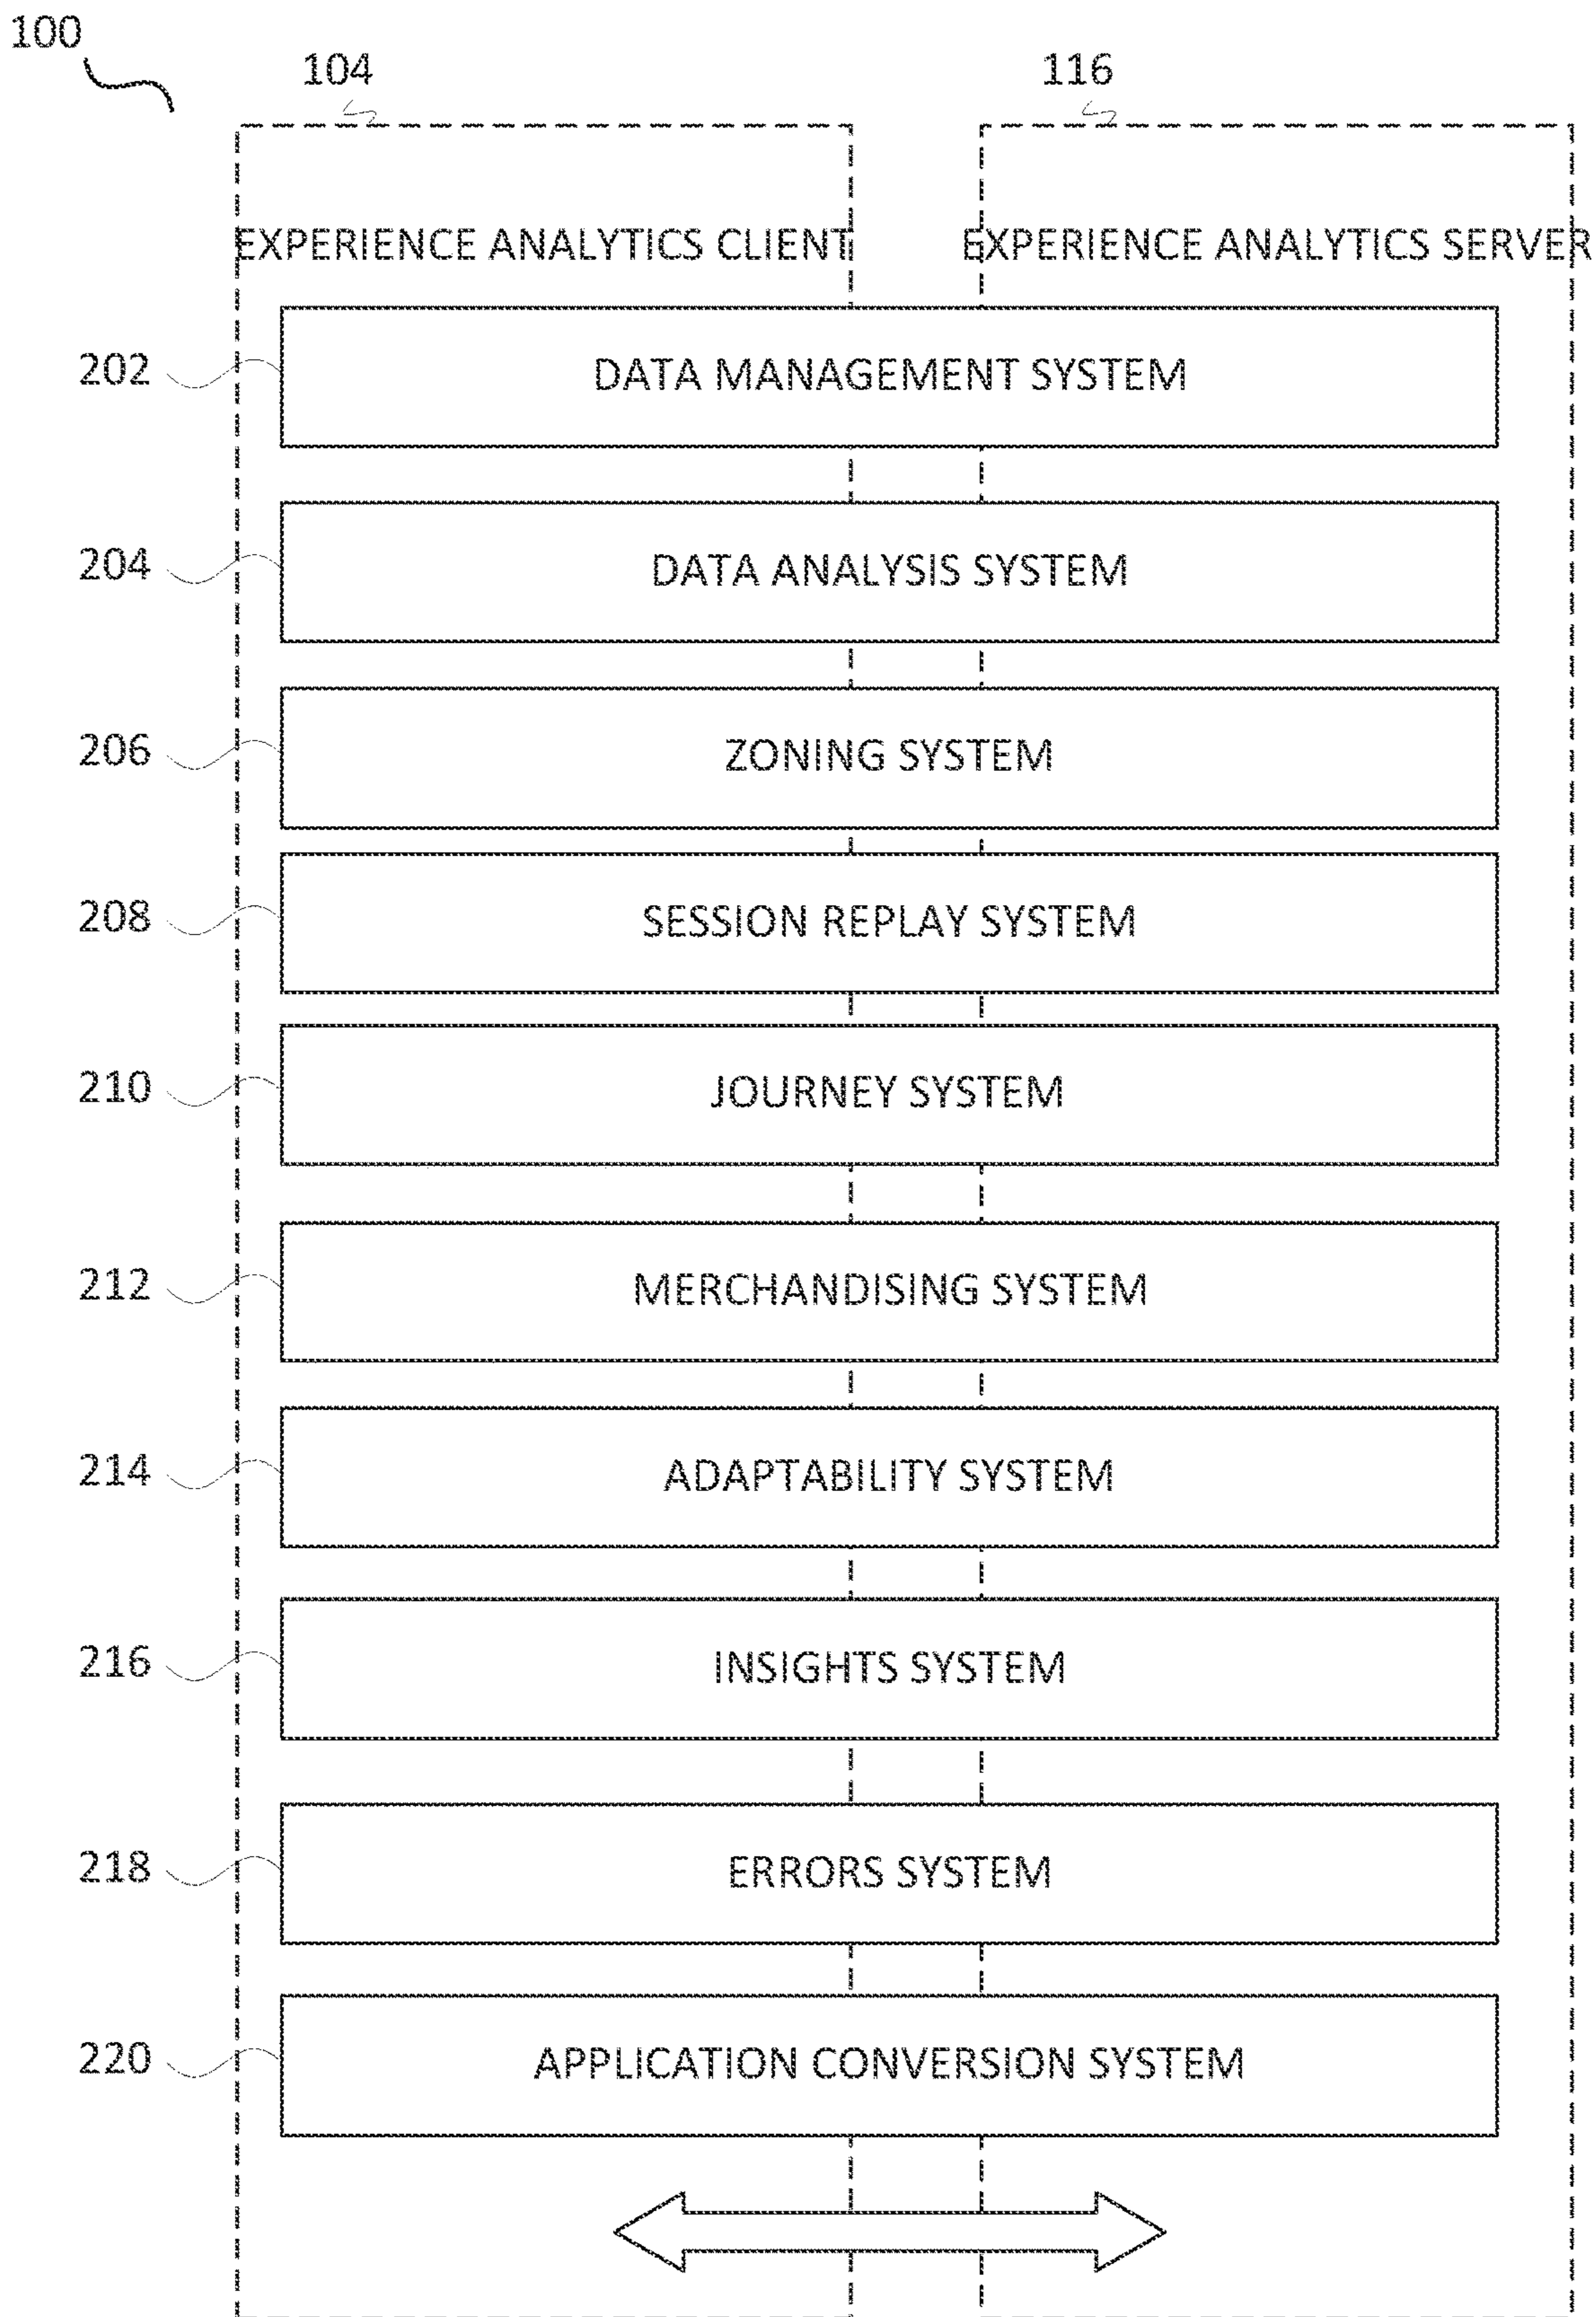 100
104
116
EXPERIENCE ANALYTICS CLIENT
EXPERIENCE ANALYTICS SERVER
202
DATA MANAGEMENT SYSTEM
204
DATA ANALYSIS SYSTEM
206
ZONING SYSTEM
208
SESSION REPLAY SYSTEM
210
JOURNEY SYSTEM
212
MERCHANDISING SYSTEM
214
ADAPTABILITY SYSTEM
216
INSIGHTS SYSTEM
218
ERRORS SYSTEM
220
APPLICATION CONVERSION SYSTEM